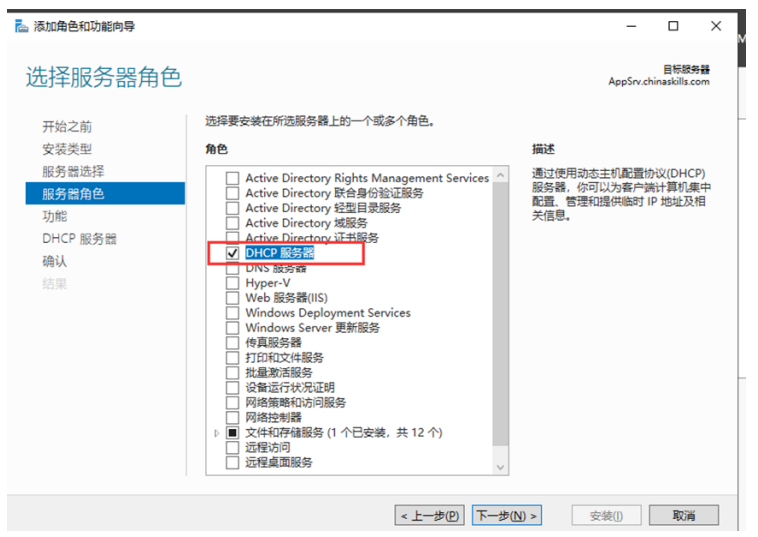 添加角色和功能向导
选择服务器角色
目标服务器
AppSrv.chinaskills.com
开始之前
安装类型
服务器选择
服务器角色
功能
DHCP 服务器
确认
结果
选择要安装在所选服务器上的一个或多个角色。
角色
Active Directory Rights Management Services
Active Directory 联合身份验证服务
Active Directory 轻型目录服务
Active Directory 域服务
Active Directory 证书服务
DHCP 服务器
DNS 服务器
Hyper-V
Web 服务器(IIS)
Windows Deployment Services
Windows Server 更新服务
传真服务器
打印和文件服务
批量激活服务
设备运行状况证明
网络策略和访问服务
网络控制器
文件和存储服务 (1 个已安装，共 12 个)
远程访问
远程桌面服务
描述
通过使用动态主机配置协议(DHCP)
服务器，你可以为客户端计算机集中
配置、管理和提供临时 IP 地址及相
关信息。
< 上一步(P)
下一步(N) >
安装(I)
取消
M